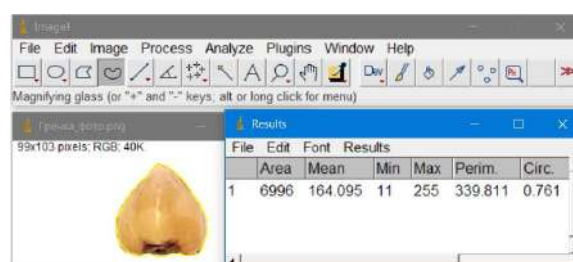 ImageJ
File Edit Image Process Analyze Plugins Window Help
A Dev
Magnifying glass (or "+" and "-" keys; alt or long click for menu)
Гречка_фото.png
99x103 pixels; RGB; 40K
Results
File Edit Font Results
Area Mean Min Max Perim. Circ.
1 6996 164.095 11 255 339.811 0.761